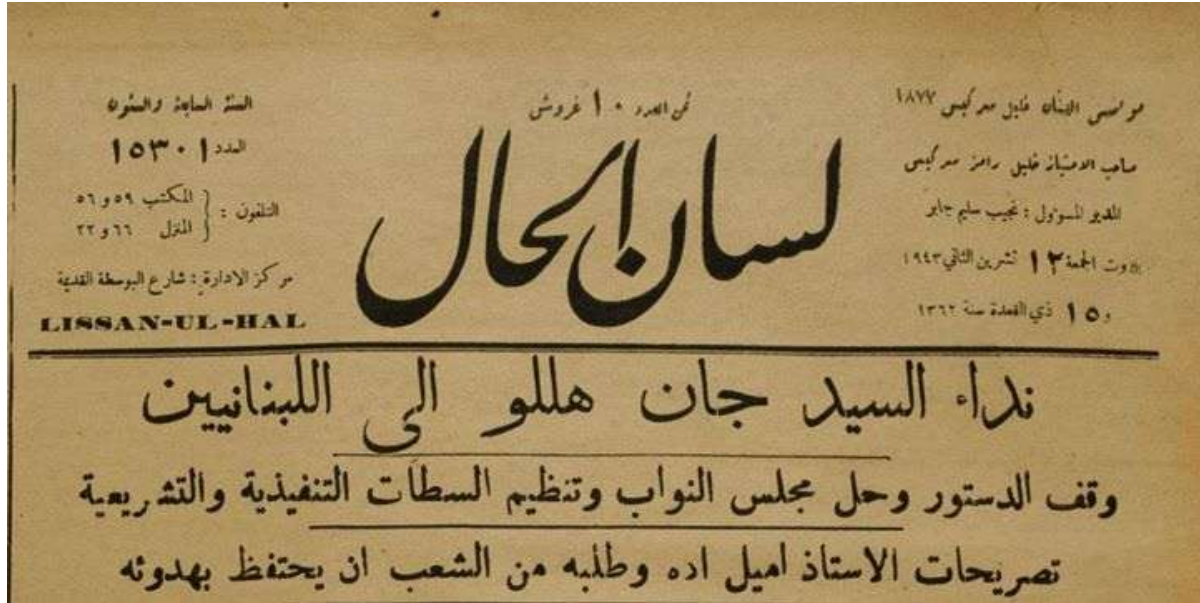 مؤسس اللسان خليل سركيس ١٨٧٧
صاحب الامتياز خليل رامز سركيس
المدير المسؤول : نجيب سليم جابر
بيروت الجمعة ١٢ تشرين الثاني ١٩٤٣
و ١٥ ذي القعدة سنة ١٣٦٢
ثمن العدد ١٠ غروش
لسان الحال
السنة السابعة والستون
العدد ١٥٣٠١
التلفون : المكتب ٥٩ و ٥٦
المنزل ٦٦ و ٢٢
مركز الادارة : شارع البوسطة القديمة
LISSAN-UL-HAL
نداء السيد جان هللو الى اللبنانيين
وقف الدستور وحل مجلس النواب وتنظيم السطات التنفيذية والتشريعية
تصريحات الاستاذ اميل اده وطلبه من الشعب ان يحتفظ بهدوئه